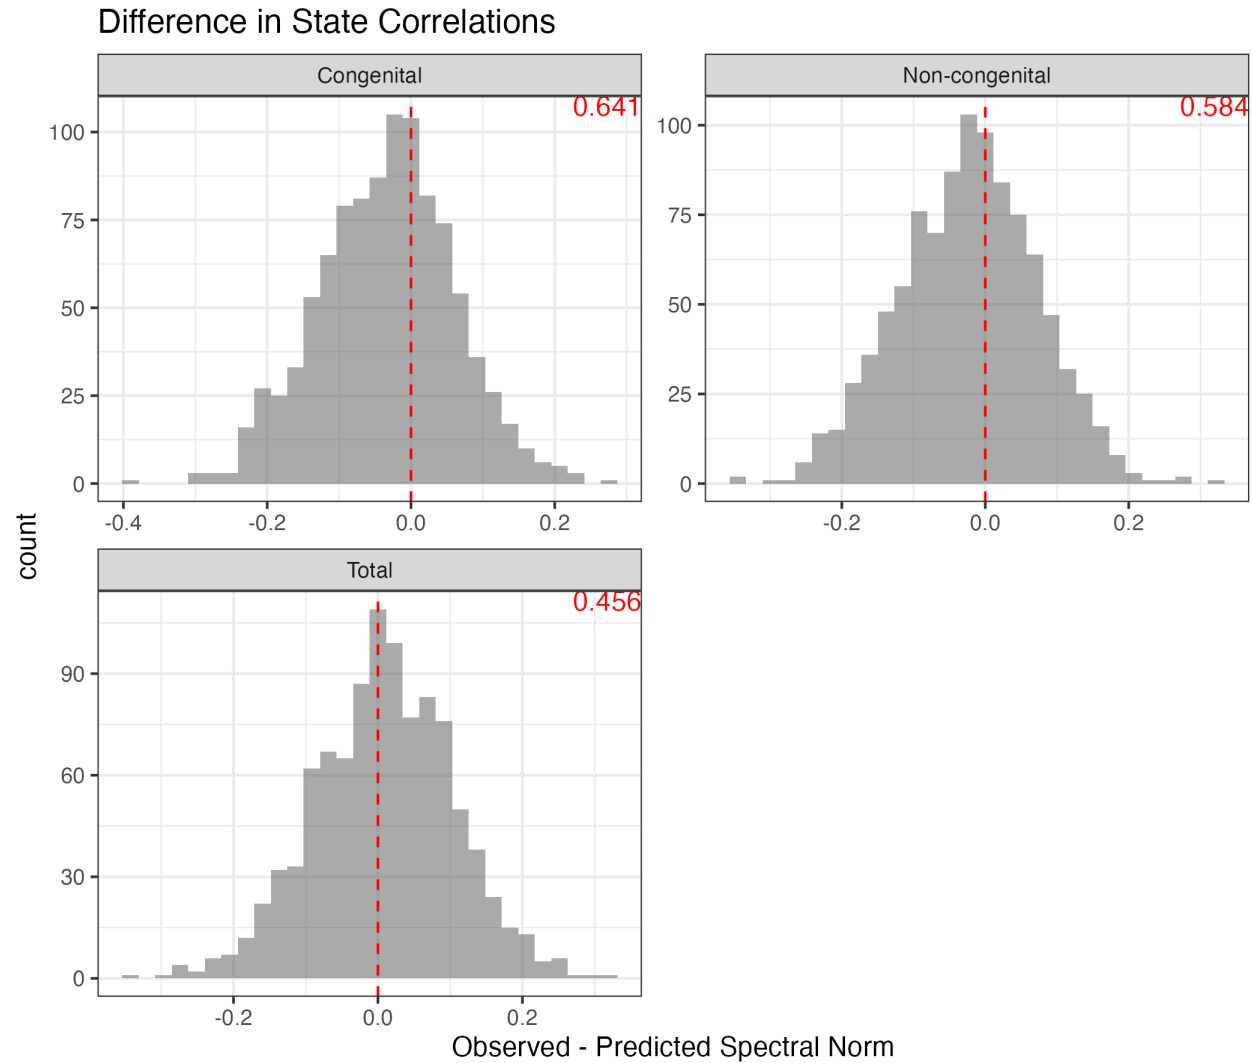 Difference in State Correlations
Congenital
0.641
100
75
50
25
0
-0.4 -0.2 0.0 0.2
Non-congenital
0.584
100
75
50
25
0
-0.2 0.0 0.2
count
Total
0.456
90
60
30
0
-0.2 0.0 0.2
Observed - Predicted Spectral Norm